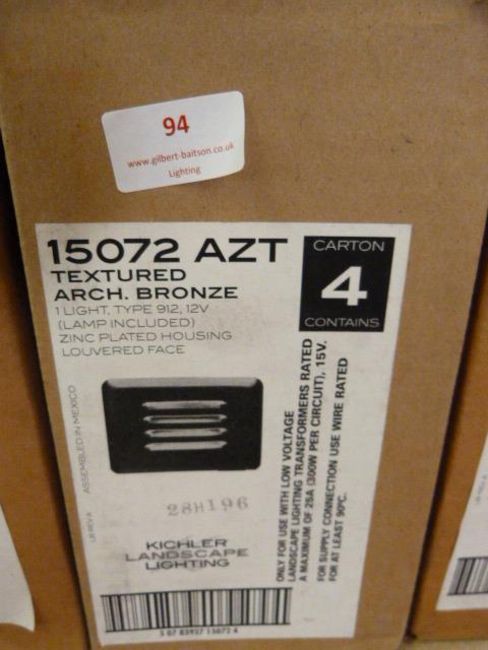 94
www.gilbert-baitson.co.uk
Lighting
15072 AZT
TEXTURED
ARCH. BRONZE
1 LIGHT, TYPE 912, 12V
(LAMP INCLUDED)
ZINC PLATED HOUSING
LOUVERED FACE
CARTON
4
CONTAINS
ASSEMBLED IN MEXICO
28H196
KICHLER
LANDSCAPE
LIGHTING
ONLY FOR USE WITH LOW VOLTAGE
LANDSCAPE LIGHTING TRANSFORMERS RATED
A MAXIMUM OF 25A (300W PER CIRCUIT), 15V.
FOR SUPPLY CONNECTION USE WIRE RATED
FOR AT LEAST 90°C.